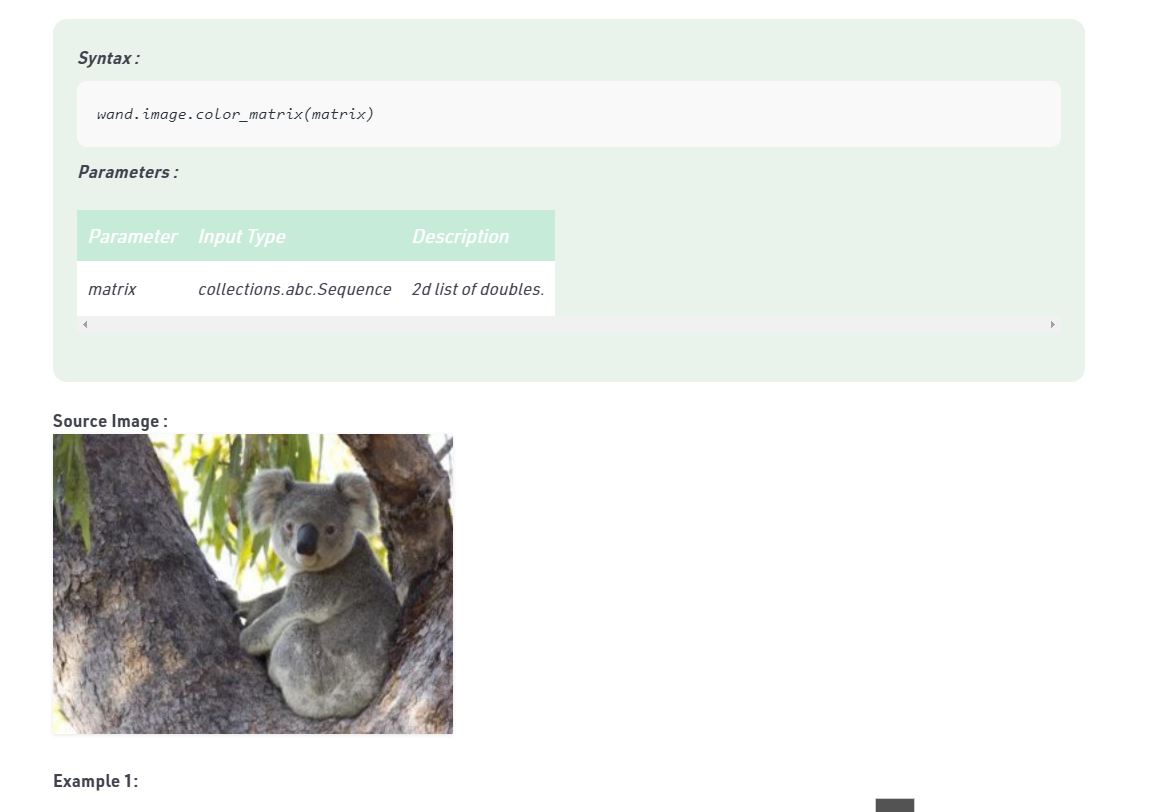 Syntax :
wand.image.color_matrix(matrix)
Parameters :
Parameter Input Type Description
matrix collections.abc.Sequence 2d list of doubles.
Source Image :
Example 1: